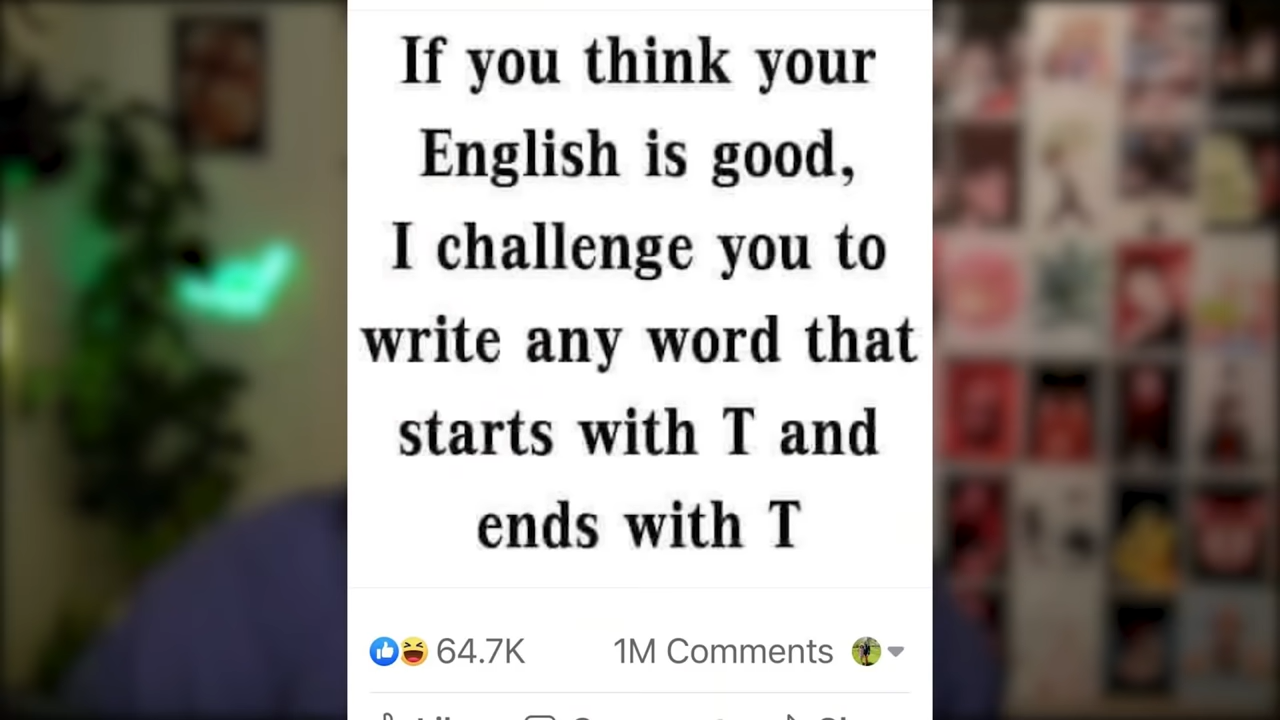 If you think your
English is good,
I challenge you to
write any word that
starts with T and
ends with T
64.7K 1M Comments